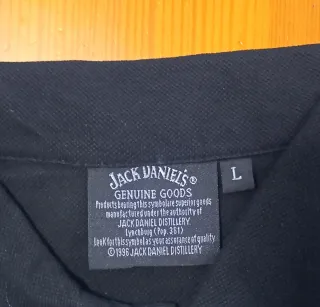 JACK DANIEL'S®
GENUINE GOODS
Products bearing this symbol are superior goods
manufactured under the authority of
JACK DANIEL DISTILLERY.
Lynchburg (Pop. 361)
Look for this symbol as your assurance of quality
© 1996 JACK DANIEL DISTILLERY
L